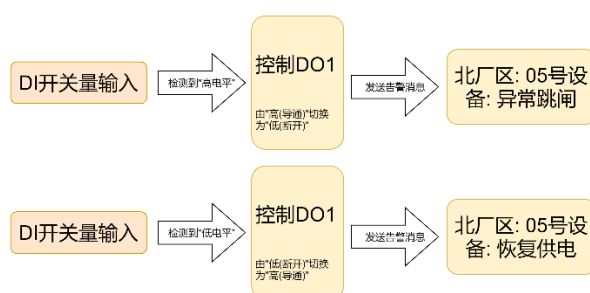 DI开关量输入
检测到"高电平"
控制DO1
由"高(导通)"切换
为"低(断开)"
发送告警消息
北厂区: 05号设
备: 异常跳闸
DI开关量输入
检测到"低电平"
控制DO1
由"低(断开)"切换
为"高(导通)"
发送告警消息
北厂区: 05号设
备: 恢复供电